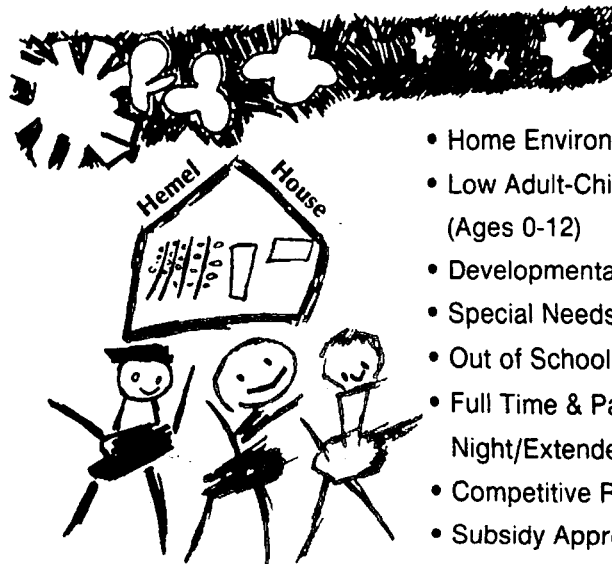 Hemel House
• Home Environ
• Low Adult-Chi
(Ages 0-12)
• Developmenta
• Special Needs
• Out of School
• Full Time & Pa
Night/Extende
• Competitive R
• Subsidy Appro